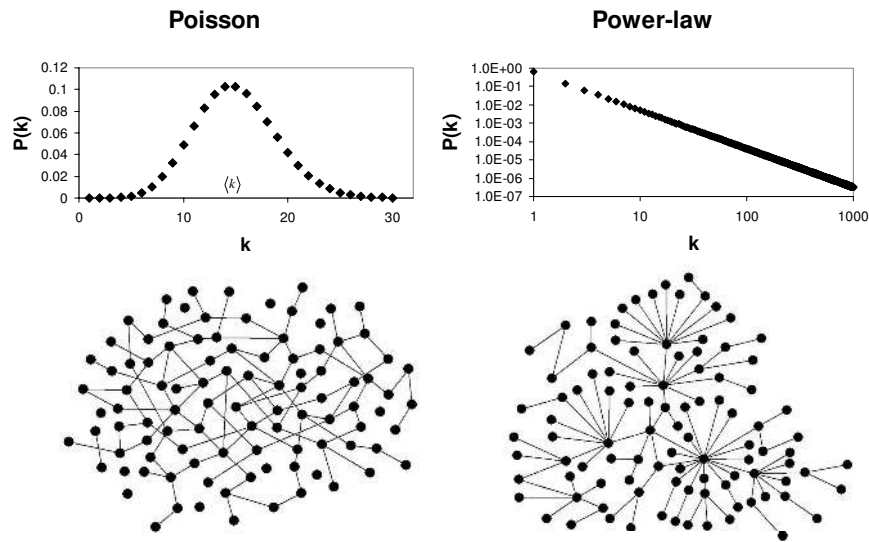 Poisson
Power-law
0.12
0.1
0.08
0.06
0.04
0.02
0
P(k)
⟨k⟩
0 10 20 30
k
1.0E+00
1.0E-01
1.0E-02
1.0E-03
1.0E-04
1.0E-05
1.0E-06
1.0E-07
P(k)
1 10 100 1000
k